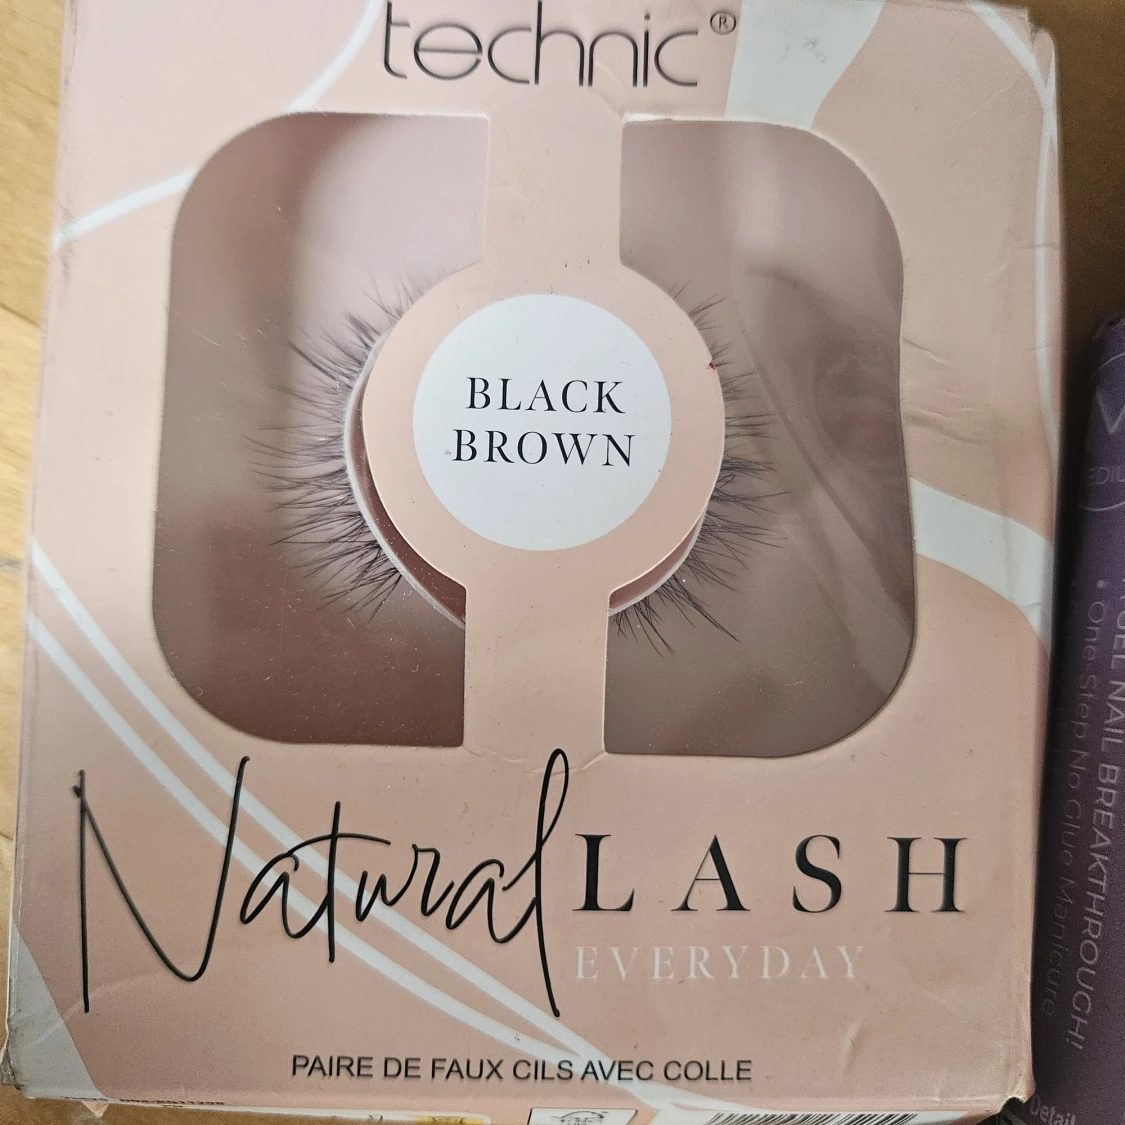 technic®
BLACK
BROWN
Natural LASH
EVERYDAY
PAIRE DE FAUX CILS AVEC COLLE
GEL NAIL BREAKTHROUGH!
• One Step No Glue Manicure
Detail